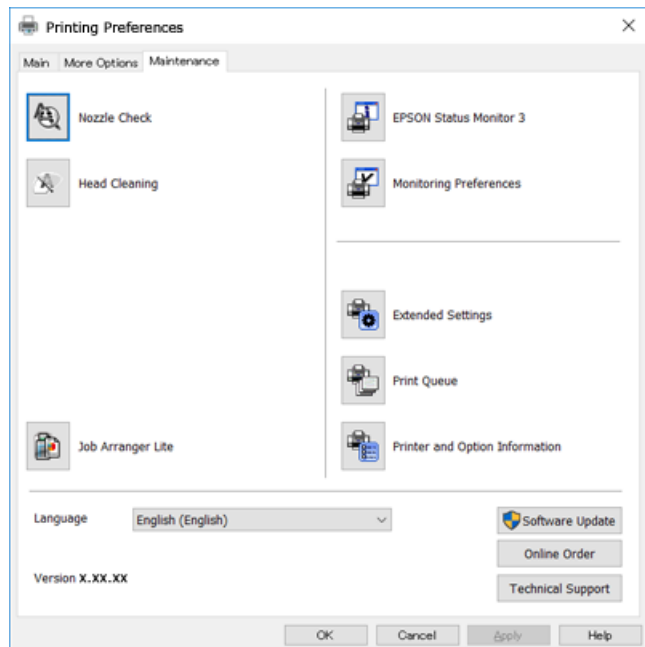 Printing Preferences
Main More Options Maintenance
Nozzle Check
Head Cleaning
Job Arranger Lite
EPSON Status Monitor 3
Monitoring Preferences
Extended Settings
Print Queue
Printer and Option Information
Language English (English)
Software Update
Online Order
Version X.XX.XX
Technical Support
OK Cancel Apply Help